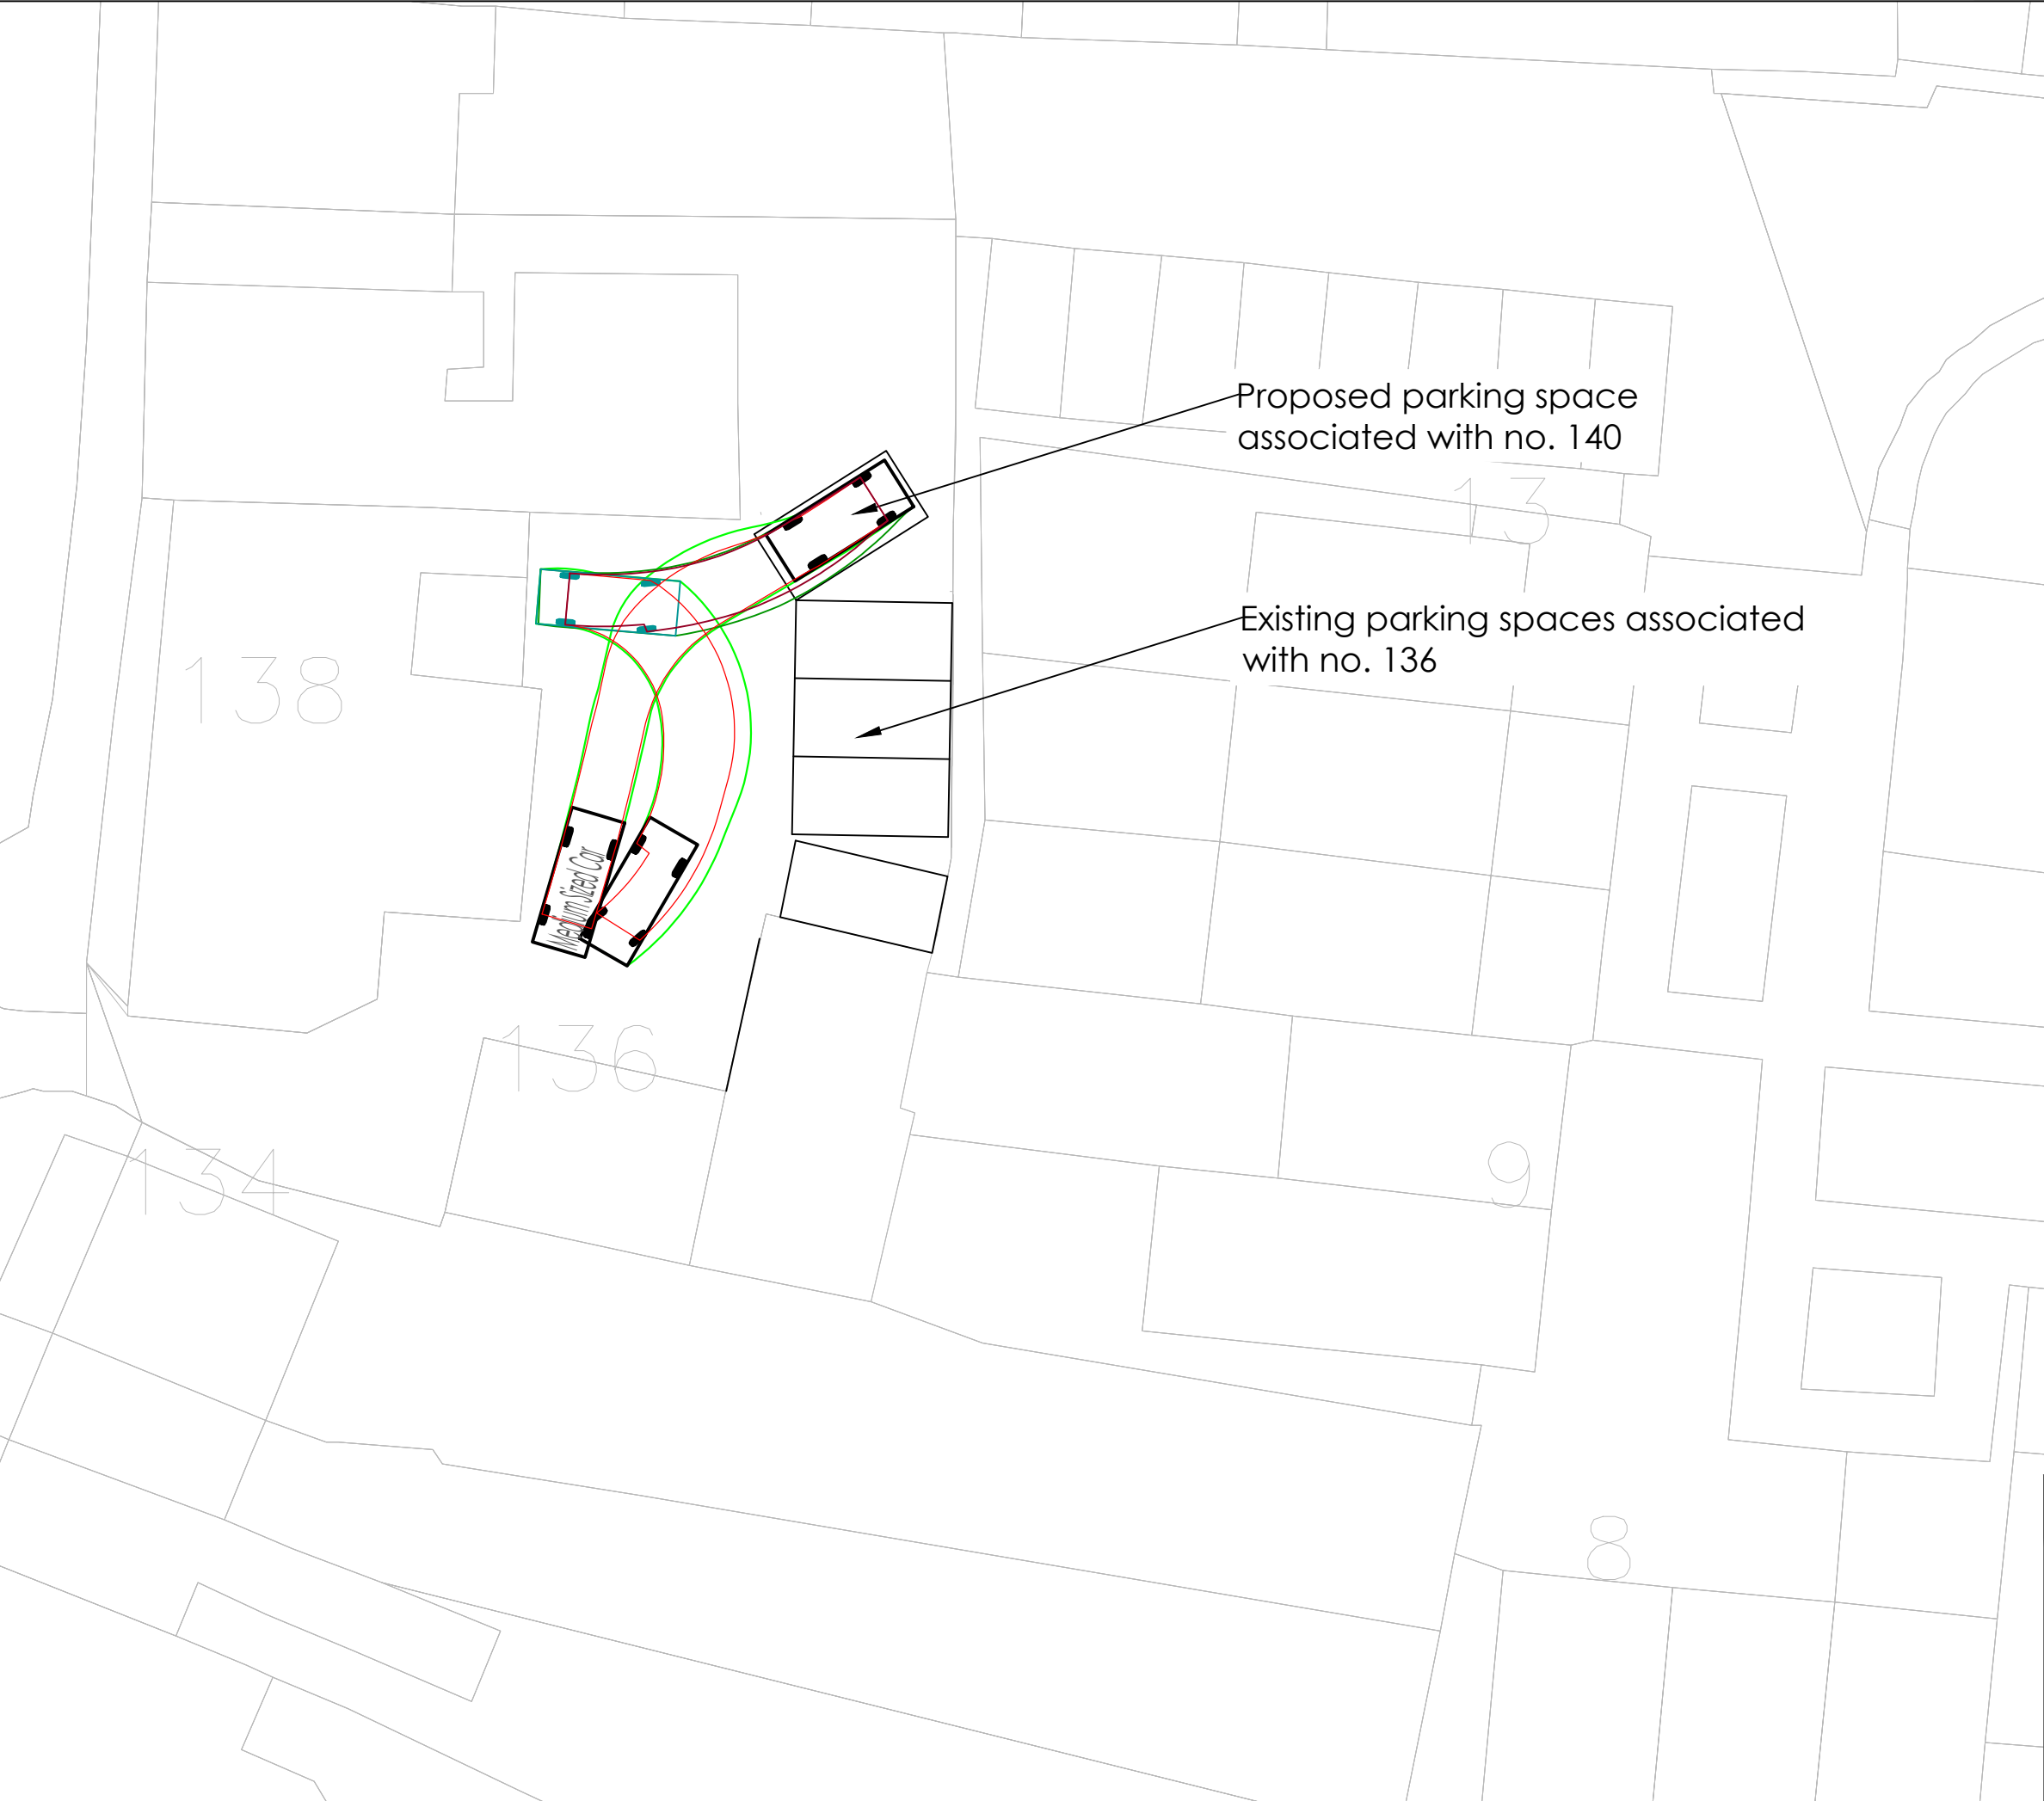 Proposed parking space
associated with no. 140
13
Existing parking spaces associated
with no. 136
138
Medium Sized Car
136
134
9
8